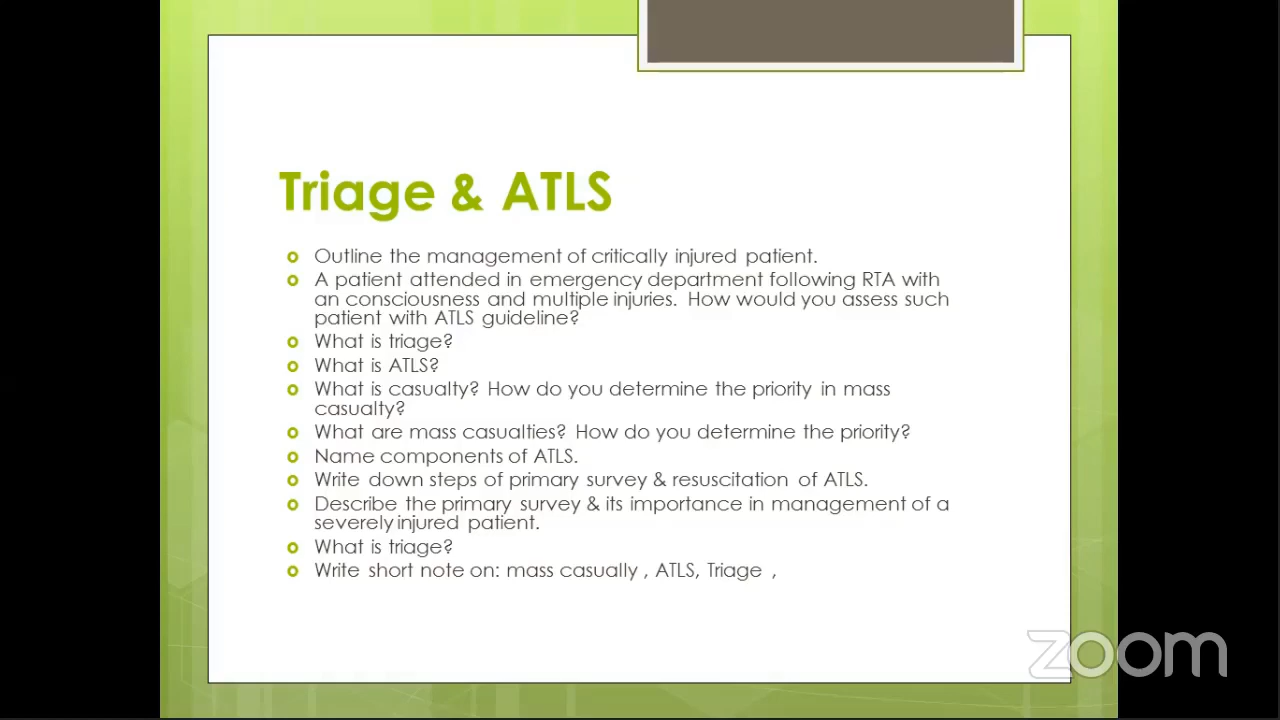 Triage & ATLS
Outline the management of critically injured patient.
A patient attended in emergency department following RTA with
an consciousness and multiple injuries. How would you assess such
patient with ATLS guideline?
What is triage?
What is ATLS?
What is casualty? How do you determine the priority in mass
casualty?
What are mass casualties? How do you determine the priority?
Name components of ATLS.
Write down steps of primary survey & resuscitation of ATLS.
Describe the primary survey & its importance in management of a
severely injured patient.
What is triage?
Write short note on: mass casually , ATLS, Triage ,
zoom